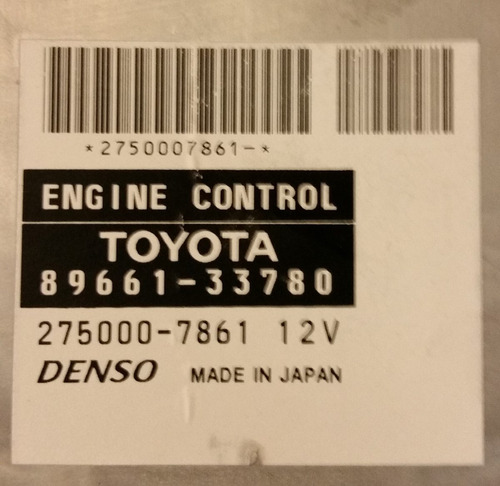 *2750007861-*
ENGINE CONTROL
TOYOTA
89661-33780
275000-7861 12V
DENSO MADE IN JAPAN